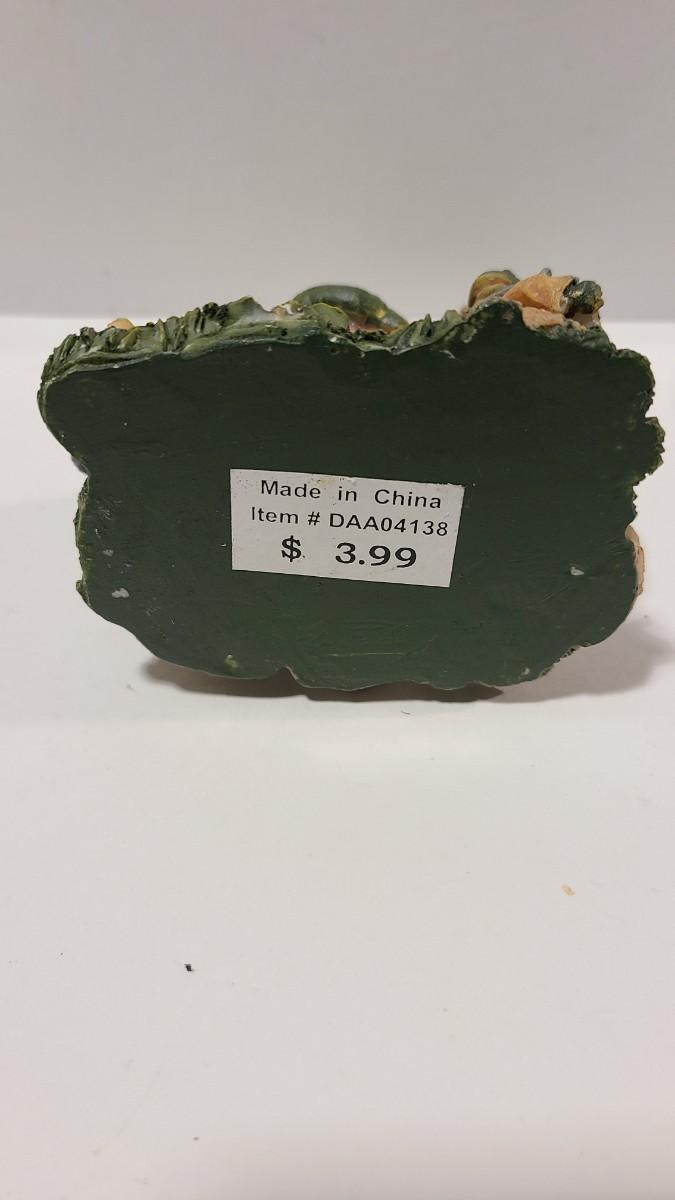 Made in China
Item # DAA04138
$ 3.99